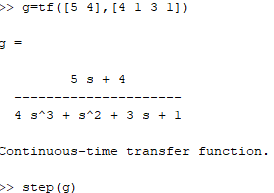 >> g=tf([5 4],[4 1 3 1])
g =
5 s + 4
---------------------
4 s^3 + s^2 + 3 s + 1
Continuous-time transfer function.
>> step(g)